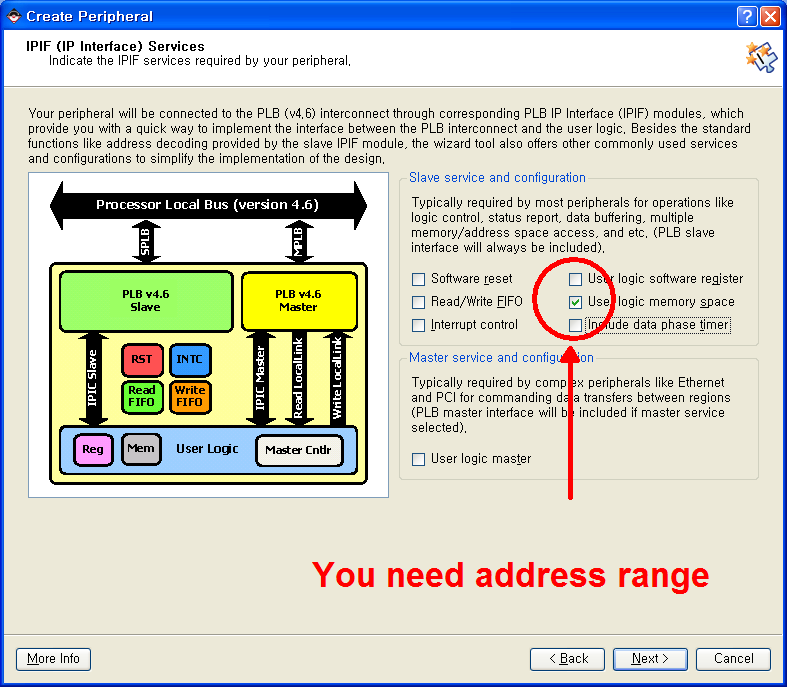 Create Peripheral
IPIF (IP Interface) Services
Indicate the IPIF services required by your peripheral.
Your peripheral will be connected to the PLB (v4.6) interconnect through corresponding PLB IP Interface (IPIF) modules, which
provide you with a quick way to implement the interface between the PLB interconnect and the user logic. Besides the standard
functions like address decoding provided by the slave IPIF module, the wizard tool also offers other commonly used services
and configurations to simplify the implementation of the design.
Processor Local Bus (version 4.6)
SPLB
MPLB
PLB v4.6
Slave
PLB v4.6
Master
IPIC Slave
RST
INTC
Read
FIFO
Write
FIFO
IPIC Master
Read LocalLink
Write LocalLink
Reg
Mem
User Logic
Master Cntlr
Slave service and configuration
Typically required by most peripherals for operations like
logic control, status report, data buffering, multiple
memory/address space access, and etc. (PLB slave
interface will always be included).
Software reset
User logic software register
Read/Write FIFO
User logic memory space
Interrupt control
Include data phase timer
Master service and configuration
Typically required by complex peripherals like Ethernet
and PCI for commanding data transfers between regions
(PLB master interface will be included if master service
selected).
User logic master
You need address range
More Info
< Back
Next >
Cancel